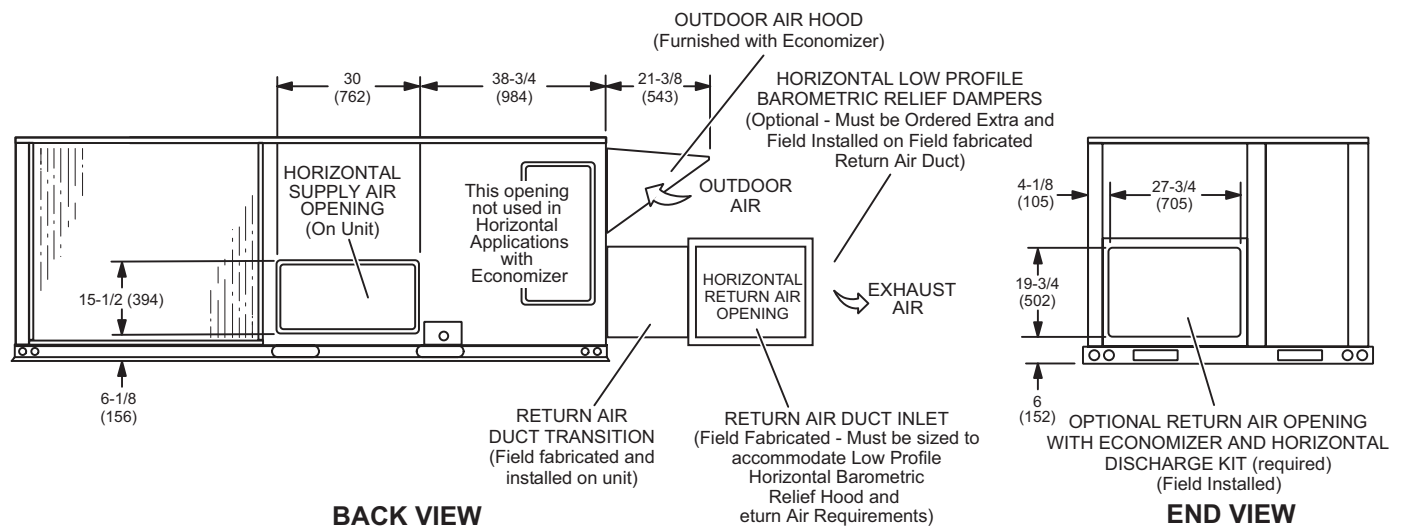 OUTDOOR AIR HOOD
(Furnished with Economizer)
30
(762)
38-3/4
(984)
21-3/8
(543)
HORIZONTAL LOW PROFILE
BAROMETRIC RELIEF DAMPERS
(Optional - Must be Ordered Extra and
Field Installed on Field fabricated
Return Air Duct)
HORIZONTAL
SUPPLY AIR
OPENING
(On Unit)
This opening
not used in
Horizontal
Applications
with
Economizer
OUTDOOR
AIR
4-1/8
(105)
27-3/4
(705)
15-1/2 (394)
HORIZONTAL
RETURN AIR
OPENING
EXHAUST
AIR
19-3/4
(502)
6-1/8
(156)
6
(152)
RETURN AIR
DUCT TRANSITION
(Field fabricated and
installed on unit)
RETURN AIR DUCT INLET
(Field Fabricated - Must be sized to
accommodate Low Profile
Horizontal Barometric
Relief Hood and
eturn Air Requirements)
OPTIONAL RETURN AIR OPENING
WITH ECONOMIZER AND HORIZONTAL
DISCHARGE KIT (required)
(Field Installed)
BACK VIEW
END VIEW